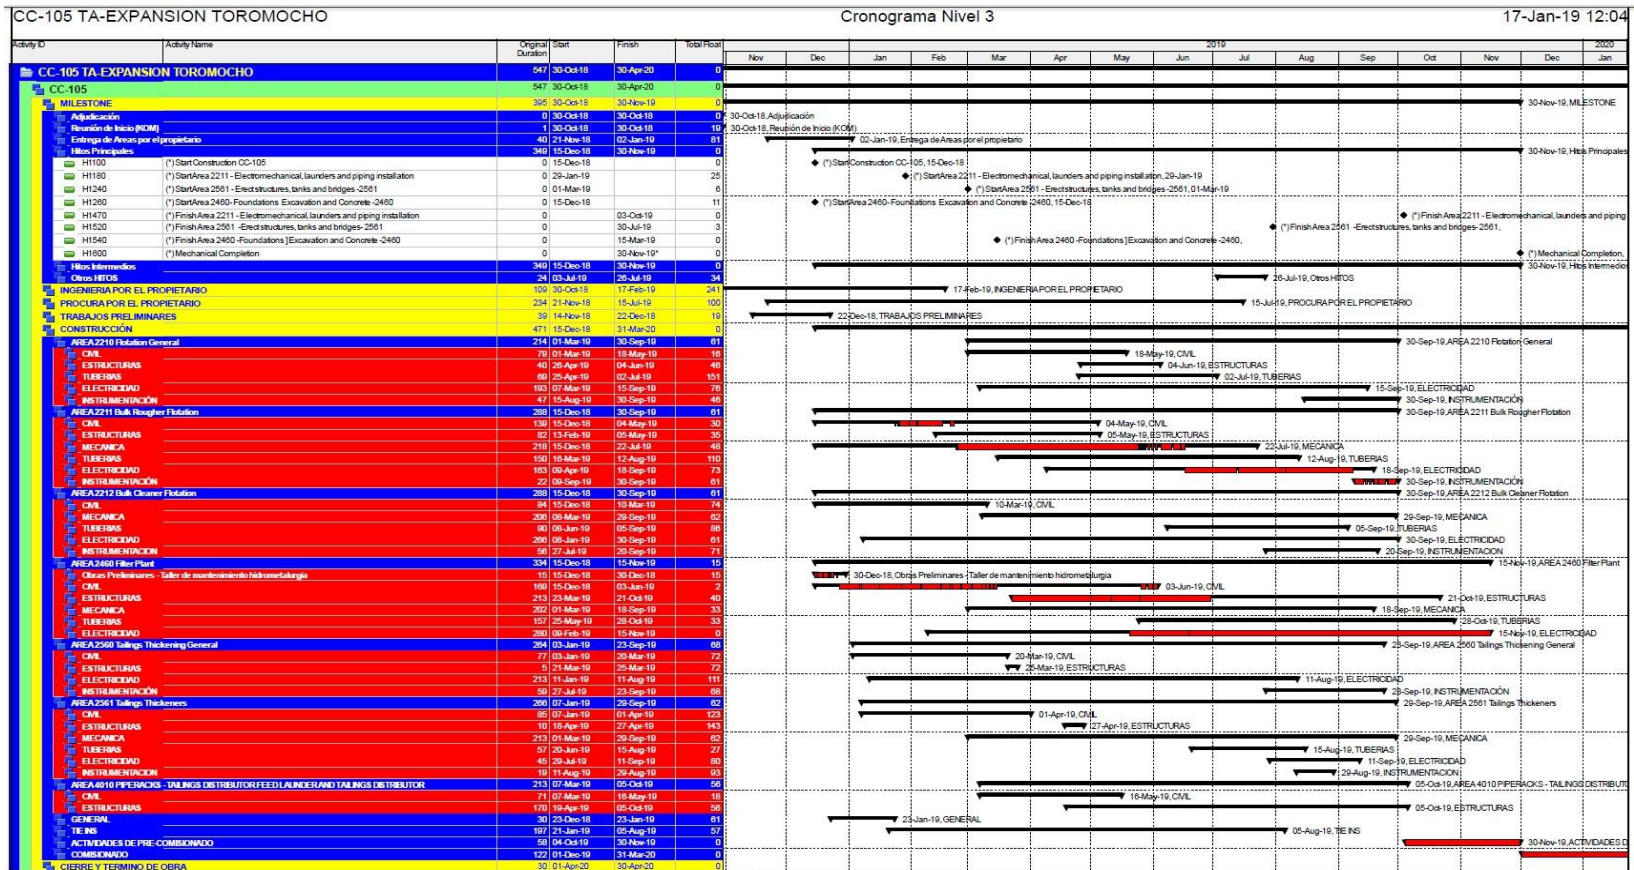 CC-105 TA-EXPANSION TOROMOCHO Cronograma Nivel 3 17-Jan-19 12:04
Activity ID Activity Name Original Duration Start Finish Total Float 2019 2020
Nov Dec Jan Feb Mar Apr May Jun Jul Aug Sep Oct Nov Dec Jan
CC-105 TA-EXPANSION TOROMOCHO 547 30-Oct-18 30-Apr-20 0
CC-105 547 30-Oct-18 30-Apr-20 0
MILESTONE 395 30-Oct-18 30-Nov-19 0 30-Nov-19, MILESTONE
Adjudicación 0 30-Oct-18 30-Oct-18 0 30-Oct-18, Adjudicación
Reunión de Inicio (KOM) 1 30-Oct-18 30-Oct-18 19 30-Oct-18, Reunión de Inicio (KOM)
Entrega de Areas por el propietario 40 21-Nov-18 02-Jan-19 81 02-Jan-19, Entrega de Areas por el propietario
Hitos Principales 349 15-Dec-18 30-Nov-19 0 30-Nov-19, Hitos Principales
H1100 (*) Start Construction CC-105 0 15-Dec-18 0 (*) Start Construction CC-105, 15-Dec-18
H1180 (*) Start Area 2211 - Electromechanical, launders and piping installation 0 29-Jan-19 25 (*) Start Area 2211 - Electromechanical, launders and piping installation, 29-Jan-19
H1240 (*) Start Area 2561 - Erect structures, tanks and bridges -2561 0 01-Mar-19 6 (*) Start Area 2561 - Erect structures, tanks and bridges -2561, 01-Mar-19
H1260 (*) Start Area 2460- Foundations Excavation and Concrete -2460 0 15-Dec-18 11 (*) Start Area 2460- Foundations Excavation and Concrete -2460, 15-Dec-18
H1470 (*) Finish Area 2211 - Electromechanical, launders and piping installation 0 03-Oct-19 0 (*) Finish Area 2211 - Electromechanical, launders and piping
H1520 (*) Finish Area 2561 -Erect structures, tanks and bridges- 2561 0 30-Jul-19 3 (*) Finish Area 2561 -Erect structures, tanks and bridges- 2561,
H1540 (*) Finish Area 2460 -Foundations ] Excavation and Concrete -2460 0 15-Mar-19 0 (*) Finish Area 2460 -Foundations ] Excavation and Concrete -2460,
H1600 (*) Mechanical Completion 0 30-Nov-19* 0 (*) Mechanical Completion,
Hitos Intermedios 349 15-Dec-18 30-Nov-19 0 30-Nov-19, Hitos Intermedios
Otros HITOS 24 03-Jul-19 26-Jul-19 34 26-Jul-19, Otros HITOS
INGENIERIA POR EL PROPIETARIO 109 30-Oct-18 17-Feb-19 241 17-Feb-19, INGENIERIA POR EL PROPIETARIO
PROCURA POR EL PROPIETARIO 234 21-Nov-18 15-Jul-19 100 15-Jul-19, PROCURA POR EL PROPIETARIO
TRABAJOS PRELIMINARES 39 14-Nov-18 22-Dec-18 19 22-Dec-18, TRABAJOS PRELIMINARES
CONSTRUCCIÓN 471 15-Dec-18 31-Mar-20 0
AREA 2210 Flotation General 214 01-Mar-19 30-Sep-19 61 30-Sep-19, AREA 2210 Flotation General
CIVIL 79 01-Mar-19 18-May-19 16 18-May-19, CIVIL
ESTRUCTURAS 40 26-Apr-19 04-Jun-19 46 04-Jun-19, ESTRUCTURAS
TUBERIAS 69 25-Apr-19 02-Jul-19 151 02-Jul-19, TUBERIAS
ELECTRICIDAD 193 07-Mar-19 15-Sep-19 76 15-Sep-19, ELECTRICIDAD
INSTRUMENTACIÓN 47 15-Aug-19 30-Sep-19 46 30-Sep-19, INSTRUMENTACIÓN
AREA 2211 Bulk Rougher Flotation 288 15-Dec-18 30-Sep-19 61 30-Sep-19, AREA 2211 Bulk Rougher Flotation
CIVIL 139 15-Dec-18 04-May-19 30 04-May-19, CIVIL
ESTRUCTURAS 82 13-Feb-19 05-May-19 35 05-May-19, ESTRUCTURAS
MECANICA 218 15-Dec-18 22-Jul-19 48 22-Jul-19, MECANICA
TUBERIAS 150 16-Mar-19 12-Aug-19 110 12-Aug-19, TUBERIAS
ELECTRICIDAD 163 09-Apr-19 18-Sep-19 73 18-Sep-19, ELECTRICIDAD
INSTRUMENTACIÓN 22 09-Sep-19 30-Sep-19 61 30-Sep-19, INSTRUMENTACIÓN
AREA 2212 Bulk Cleaner Flotation 288 15-Dec-18 30-Sep-19 61 30-Sep-19, AREA 2212 Bulk Cleaner Flotation
CIVIL 84 15-Dec-18 10-Mar-19 74 10-Mar-19, CIVIL
MECANICA 206 08-Mar-19 29-Sep-19 62 29-Sep-19, MECANICA
TUBERIAS 90 08-Jun-19 05-Sep-19 86 05-Sep-19, TUBERIAS
ELECTRICIDAD 266 08-Jan-19 30-Sep-19 61 30-Sep-19, ELECTRICIDAD
INSTRUMENTACION 56 27-Jul-19 20-Sep-19 71 20-Sep-19, INSTRUMENTACION
AREA 2460 Filter Plant 334 15-Dec-18 15-Nov-19 15 15-Nov-19, AREA 2460 Filter Plant
Obras Preliminares - Taller de mantenimiento hidrometalurgia 15 15-Dec-18 30-Dec-18 15 30-Dec-18, Obras Preliminares - Taller de mantenimiento hidrometalurgia
CIVIL 169 15-Dec-18 03-Jun-19 2 03-Jun-19, CIVIL
ESTRUCTURAS 213 23-Mar-19 21-Oct-19 40 21-Oct-19, ESTRUCTURAS
MECANICA 202 01-Mar-19 18-Sep-19 33 18-Sep-19, MECANICA
TUBERIAS 157 25-May-19 28-Oct-19 33 28-Oct-19, TUBERIAS
ELECTRICIDAD 280 09-Feb-19 15-Nov-19 0 15-Nov-19, ELECTRICIDAD
AREA 2560 Tailings Thickening General 264 03-Jan-19 23-Sep-19 68 23-Sep-19, AREA 2560 Tailings Thickening General
CIVIL 77 03-Jan-19 20-Mar-19 72 20-Mar-19, CIVIL
ESTRUCTURAS 5 21-Mar-19 25-Mar-19 72 25-Mar-19, ESTRUCTURAS
ELECTRICIDAD 213 11-Jan-19 11-Aug-19 111 11-Aug-19, ELECTRICIDAD
INSTRUMENTACIÓN 59 27-Jul-19 23-Sep-19 68 23-Sep-19, INSTRUMENTACIÓN
AREA 2561 Tailings Thickeners 266 07-Jan-19 29-Sep-19 62 29-Sep-19, AREA 2561 Tailings Thickeners
CIVIL 85 07-Jan-19 01-Apr-19 123 01-Apr-19, CIVIL
ESTRUCTURAS 10 18-Apr-19 27-Apr-19 143 27-Apr-19, ESTRUCTURAS
MECANICA 213 01-Mar-19 29-Sep-19 62 29-Sep-19, MECANICA
TUBERIAS 57 20-Jun-19 15-Aug-19 27 15-Aug-19, TUBERIAS
ELECTRICIDAD 45 29-Jul-19 11-Sep-19 80 11-Sep-19, ELECTRICIDAD
INSTRUMENTACION 19 11-Aug-19 29-Aug-19 93 29-Aug-19, INSTRUMENTACION
AREA 4010 PIPERACKS - TAILINGS DISTRIBUTOR FEED LAUNDER AND TAILINGS DISTRIBUTOR 213 07-Mar-19 05-Oct-19 56 05-Oct-19, AREA 4010 PIPERACKS - TAILINGS DISTRIBUT
CIVIL 71 07-Mar-19 16-May-19 18 16-May-19, CIVIL
ESTRUCTURAS 170 19-Apr-19 05-Oct-19 56 05-Oct-19, ESTRUCTURAS
GENERAL 30 23-Dec-18 23-Jan-19 61 23-Jan-19, GENERAL
TIE INS 197 21-Jan-19 05-Aug-19 57 05-Aug-19, TIE INS
ACTIVIDADES DE PRE-COMISIONADO 58 04-Oct-19 30-Nov-19 0 30-Nov-19, ACTIVIDADES D
COMISIONADO 122 01-Dec-19 31-Mar-20 0
CIERRE Y TERMINO DE OBRA 30 01-Apr-20 30-Apr-20 0